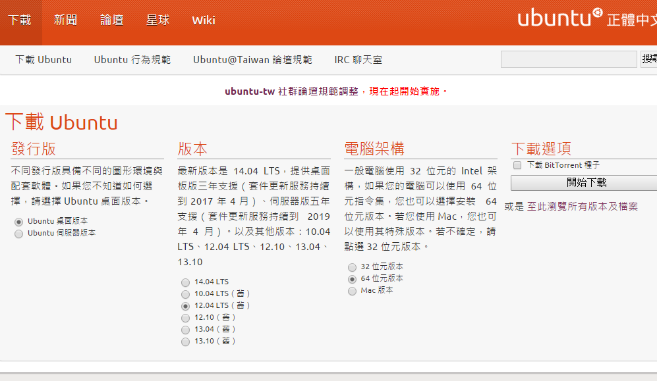 下載 新聞 論壇 星球 Wiki
ubuntu 正體中文
下載 Ubuntu Ubuntu 行為規範 Ubuntu@Taiwan 論壇規範 IRC 聊天室
搜尋
ubuntu-tw 社群論壇規範調整，現在起開始實施。
下載 Ubuntu
發行版
不同發行版具備不同的圖形環境與
配套軟體。如果您不知道如何選
擇，請選擇 Ubuntu 桌面版本。
Ubuntu 桌面版本
Ubuntu 伺服器版本
版本
最新版本是 14.04 LTS，提供桌面
板版三年支援（套件更新服務持續
到 2017 年 4 月）、伺服器版五年
支援（套件更新服務持續到 2019
年 4 月）。以及其他版本：10.04
LTS、12.04 LTS、12.10、13.04、
13.10
14.04 LTS
10.04 LTS（舊）
12.04 LTS（舊）
12.10（舊）
13.04（舊）
13.10（舊）
電腦架構
一般電腦使用 32 位元的 Intel 架
構，如果您的電腦可以使用 64 位
元指令集，您也可以選擇安裝 64
位元版本。若您使用 Mac，您也可
以使用其特殊版本。若不確定，請
點選 32 位元版本。
32 位元版本
64 位元版本
Mac 版本
下載選項
下載 BitTorrent 種子
開始下載
或是 至此瀏覽所有版本及檔案